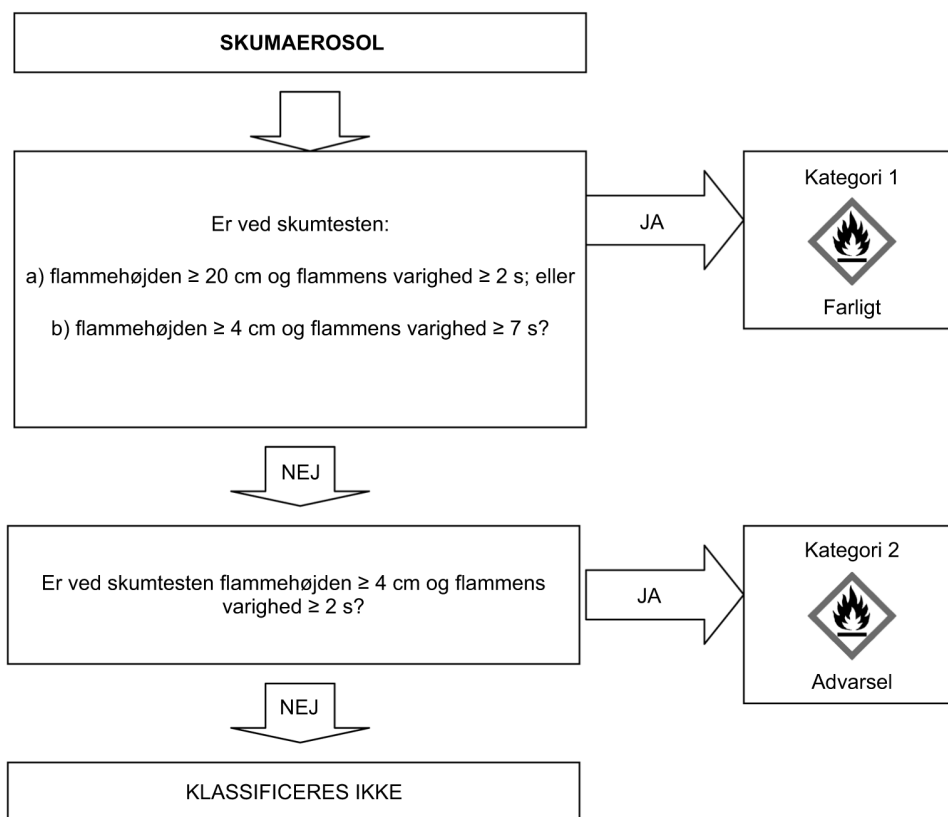 SKUMAEROSOL
Er ved skumtesten:
a) flammehøjden ≥ 20 cm og flammens varighed ≥ 2 s; eller
b) flammehøjden ≥ 4 cm og flammens varighed ≥ 7 s?
JA
Kategori 1
Farligt
NEJ
Er ved skumtesten flammehøjden ≥ 4 cm og flammens
varighed ≥ 2 s?
JA
Kategori 2
Advarsel
NEJ
KLASSIFICERES IKKE